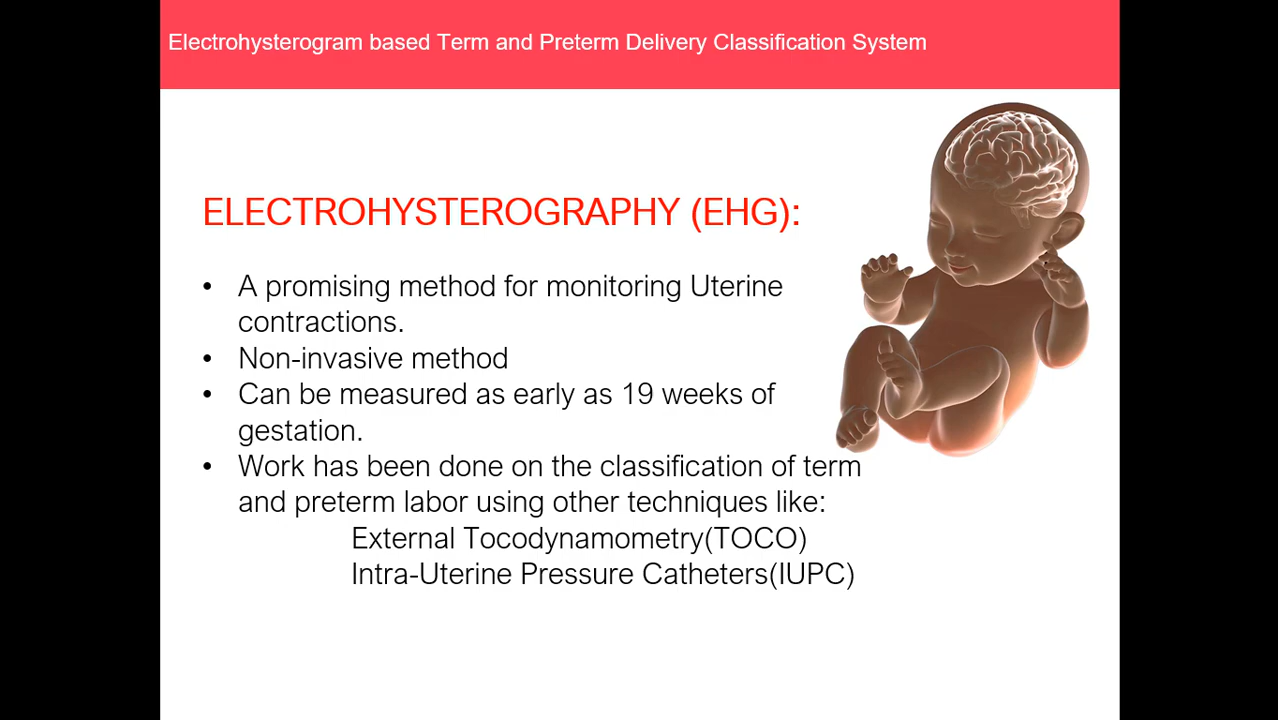 Electrohysterogram based Term and Preterm Delivery Classification System
ELECTROHYSTEROGRAPHY (EHG):
• A promising method for monitoring Uterine
contractions.
• Non-invasive method
• Can be measured as early as 19 weeks of
gestation.
• Work has been done on the classification of term
and preterm labor using other techniques like:
External Tocodynamometry(TOCO)
Intra-Uterine Pressure Catheters(IUPC)